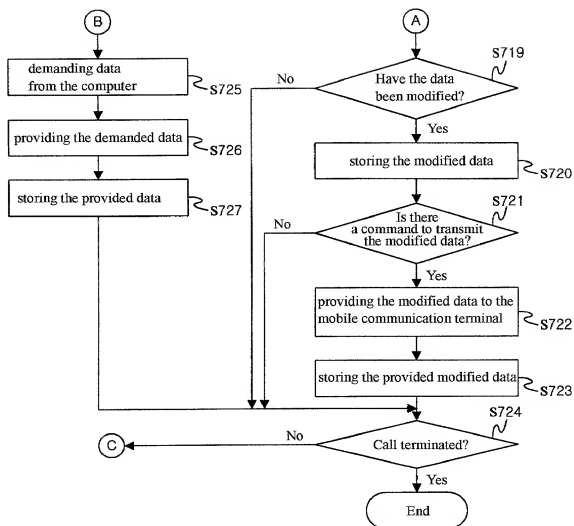 B
demanding data
from the computer
S725
providing the demanded data
S726
storing the provided data
S727
A
S719
Have the data
been modified?
No
Yes
storing the modified data
S720
S721
Is there
a command to transmit
the modified data?
No
Yes
providing the modified data to the
mobile communication terminal
S722
storing the provided modified data
S723
S724
Call terminated?
No
C
Yes
End